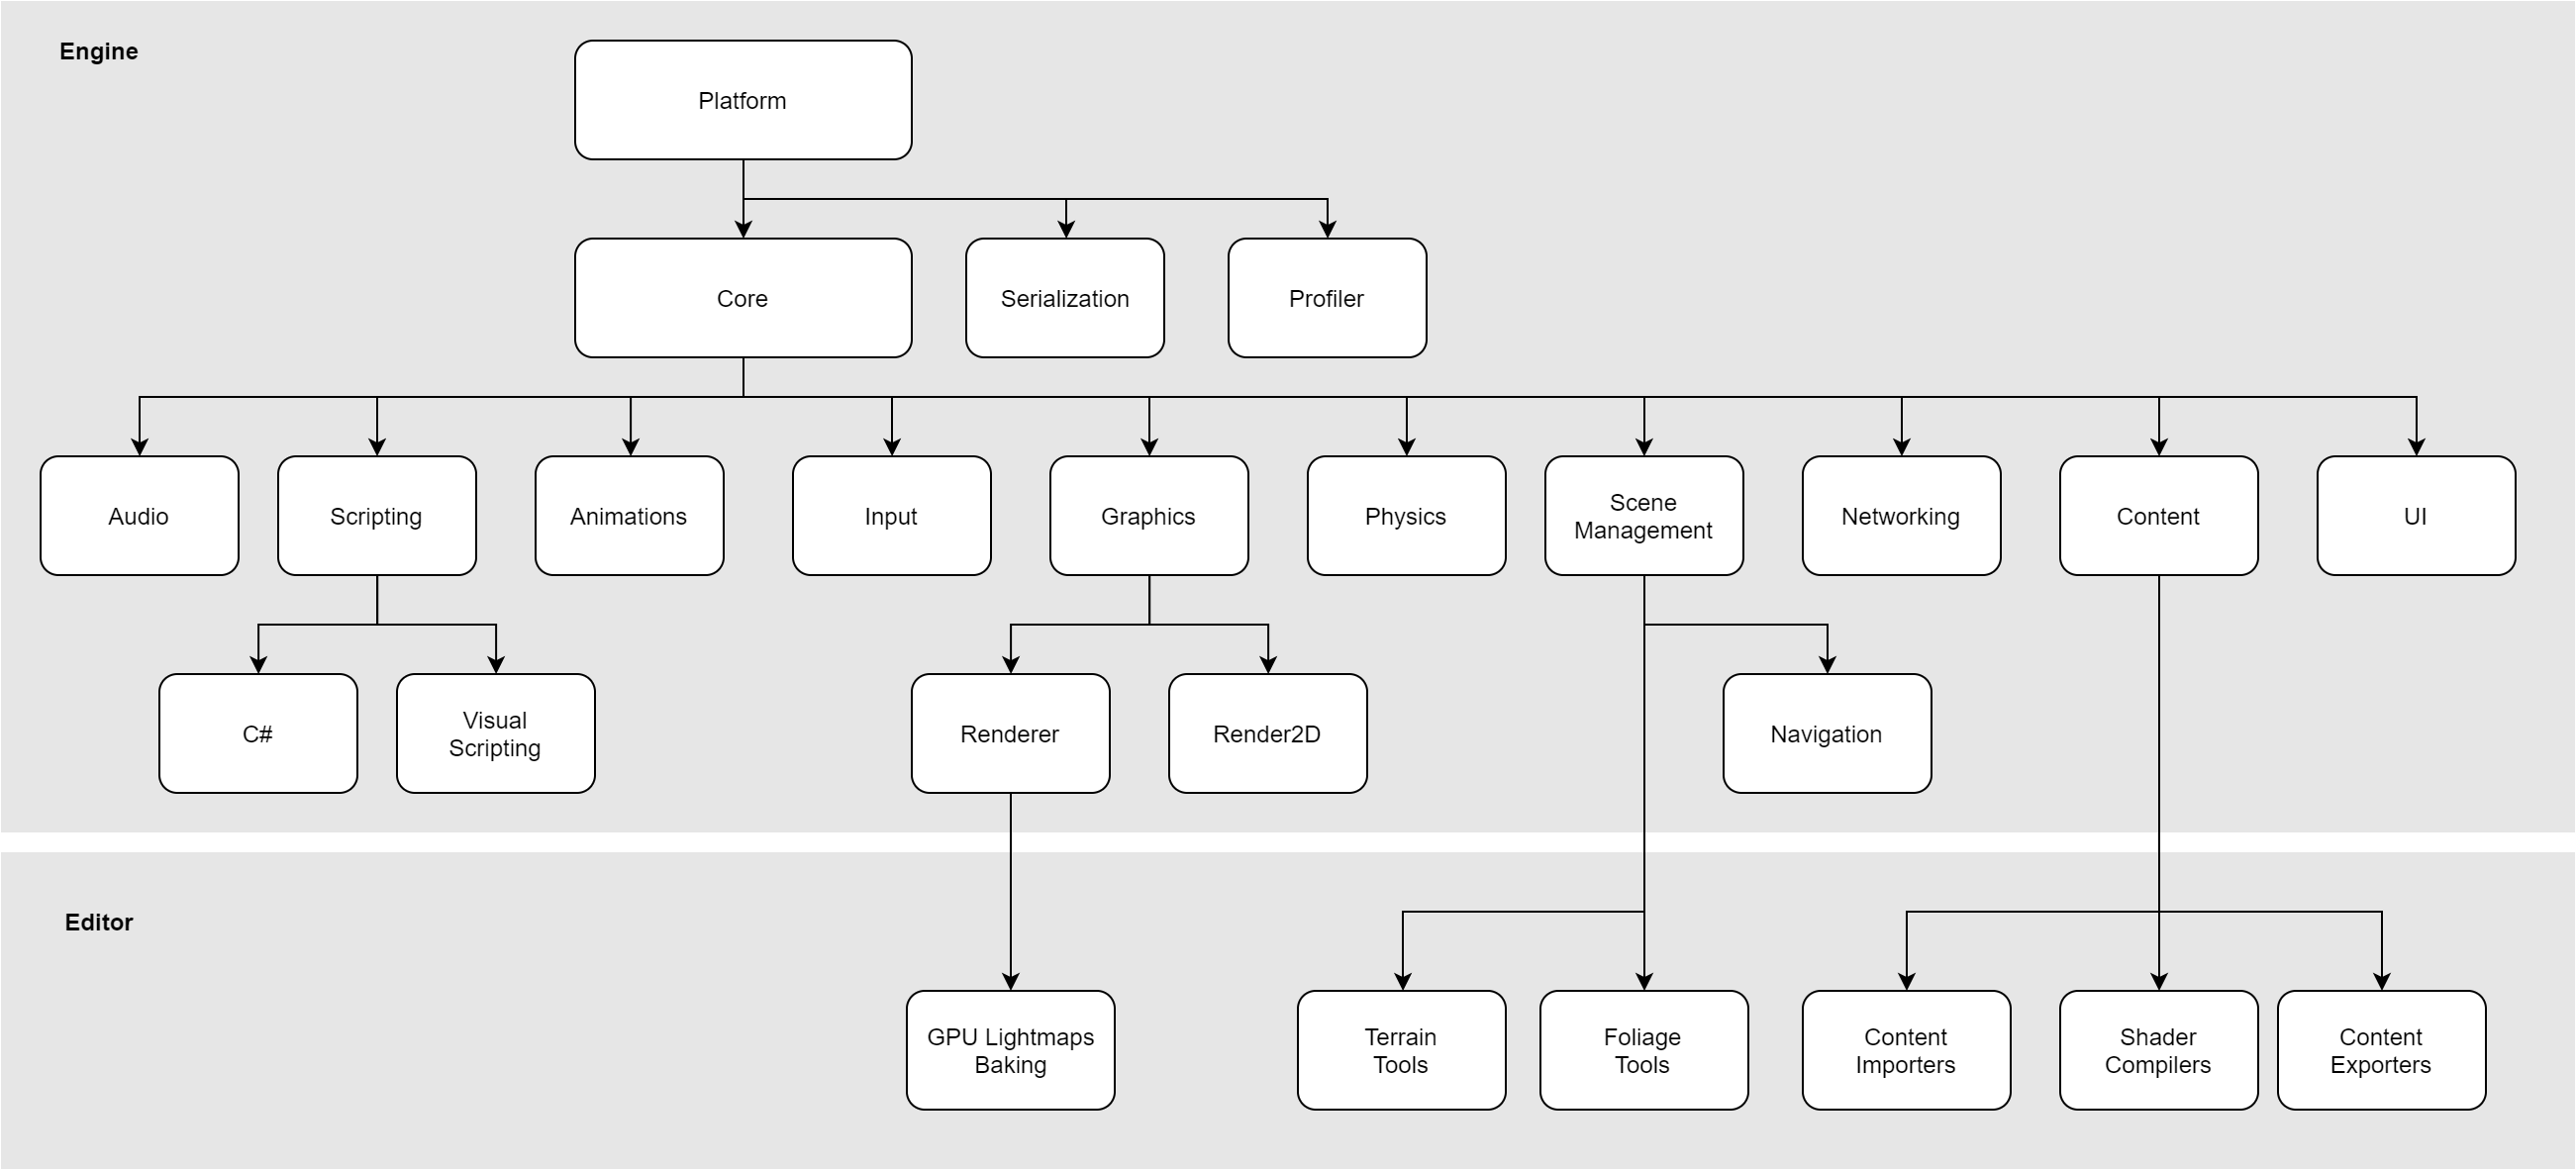 Engine
Platform
Core
Serialization
Profiler
Audio
Scripting
Animations
Input
Graphics
Physics
Scene
Management
Networking
Content
UI
C#
Visual
Scripting
Renderer
Render2D
Navigation
Editor
GPU Lightmaps
Baking
Terrain
Tools
Foliage
Tools
Content
Importers
Shader
Compilers
Content
Exporters